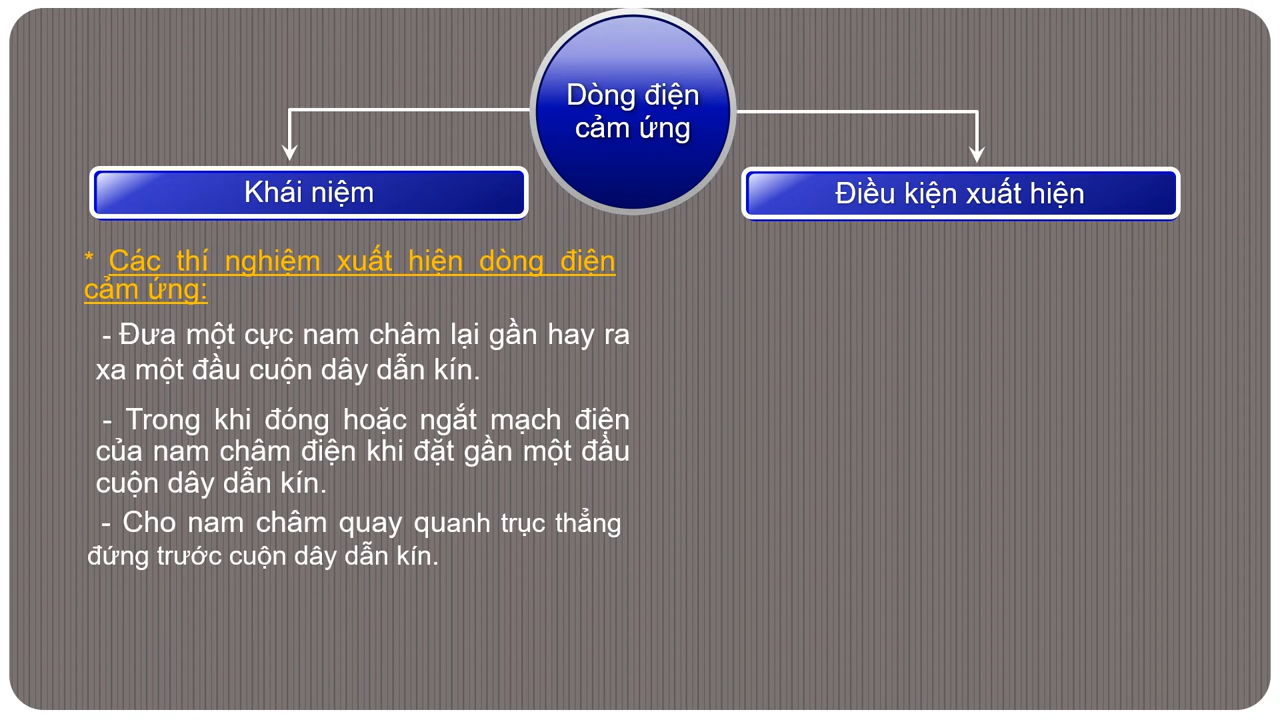 Dòng điện
cảm ứng
Khái niệm
Điều kiện xuất hiện
* Các thí nghiệm xuất hiện dòng điện
cảm ứng:
- Đưa một cực nam châm lại gần hay ra
xa một đầu cuộn dây dẫn kín.
- Trong khi đóng hoặc ngắt mạch điện
của nam châm điện khi đặt gần một đầu
cuộn dây dẫn kín.
- Cho nam châm quay quanh trục thẳng
đứng trước cuộn dây dẫn kín.